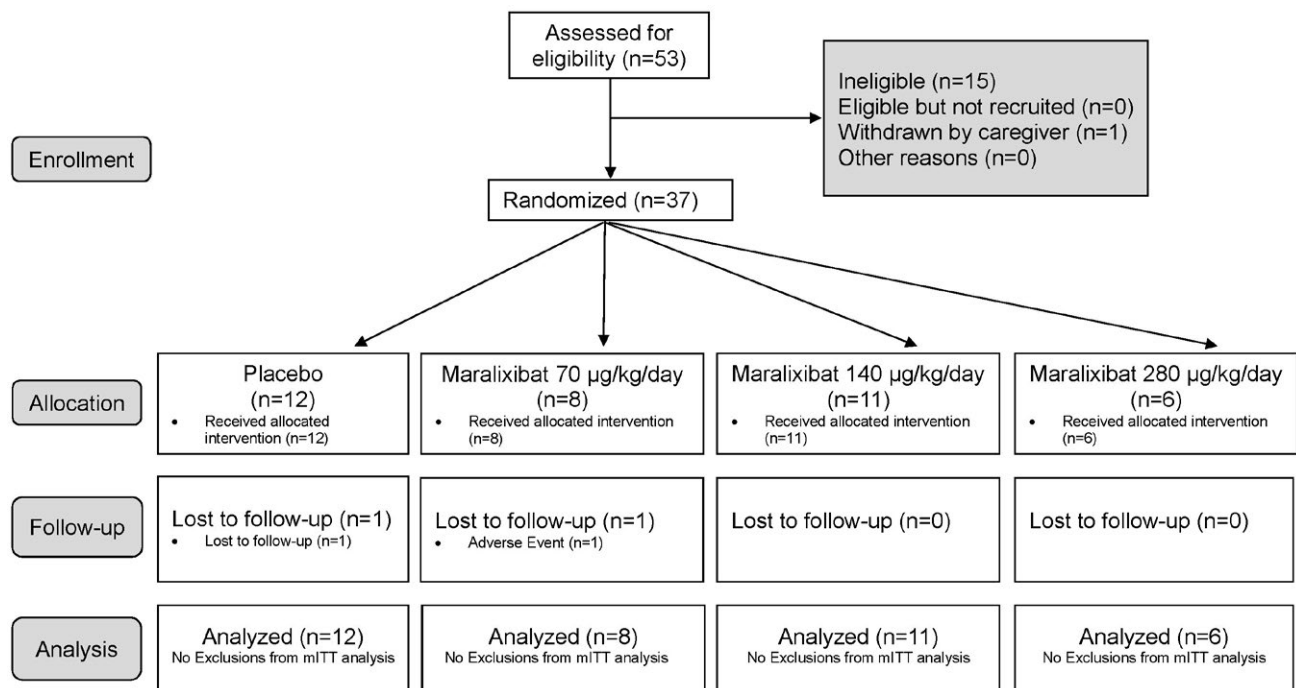 Assessed for
eligibility (n=53)
Ineligible (n=15)
Eligible but not recruited (n=0)
Withdrawn by caregiver (n=1)
Other reasons (n=0)
Enrollment
Randomized (n=37)
Allocation
Placebo
(n=12)
• Received allocated
intervention (n=12)
Maralixibat 70 µg/kg/day
(n=8)
• Received allocated intervention
(n=8)
Maralixibat 140 µg/kg/day
(n=11)
• Received allocated intervention
(n=11)
Maralixibat 280 µg/kg/day
(n=6)
• Received allocated intervention
(n=6)
Follow-up
Lost to follow-up (n=1)
• Lost to follow-up (n=1)
Lost to follow-up (n=1)
• Adverse Event (n=1)
Lost to follow-up (n=0)
Lost to follow-up (n=0)
Analysis
Analyzed (n=12)
No Exclusions from mITT analysis
Analyzed (n=8)
No Exclusions from mITT analysis
Analyzed (n=11)
No Exclusions from mITT analysis
Analyzed (n=6)
No Exclusions from mITT analysis